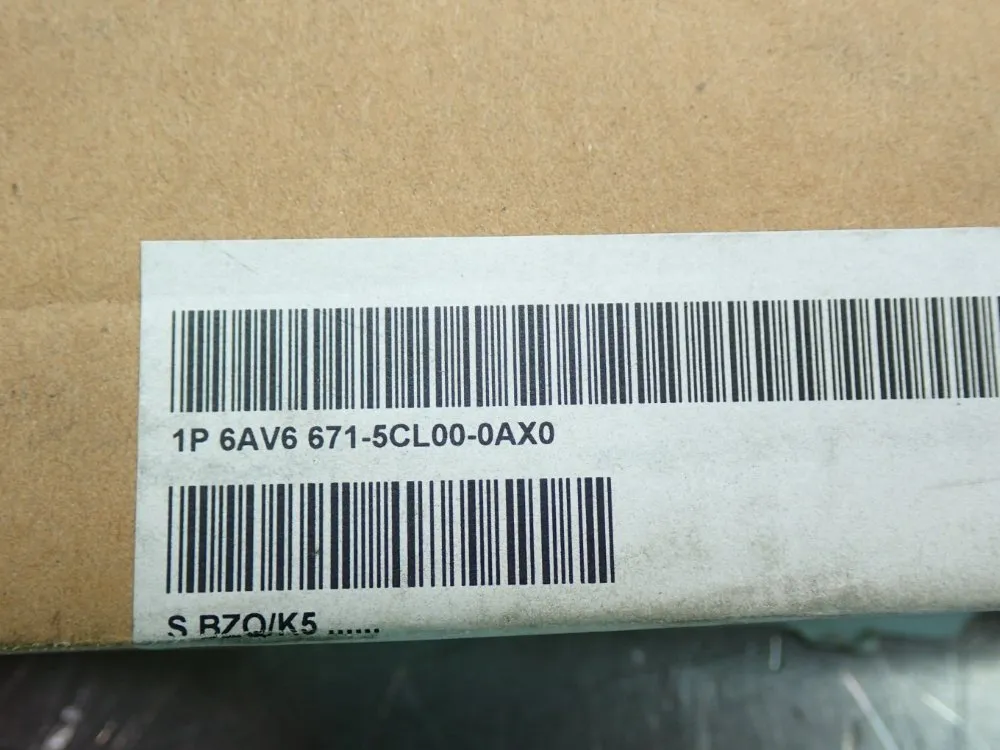 1P 6AV6 671-5CL00-0AX0
S BZQ/K5 ......